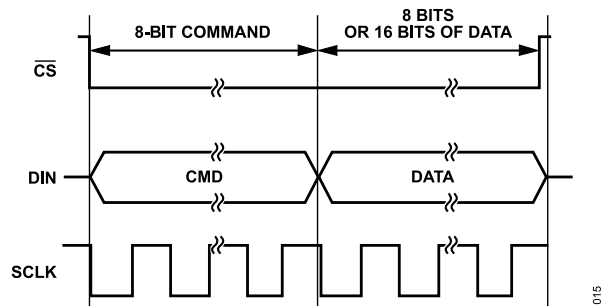 8-BIT COMMAND
8 BITS
OR 16 BITS OF DATA
CS
DIN
CMD
DATA
SCLK
015